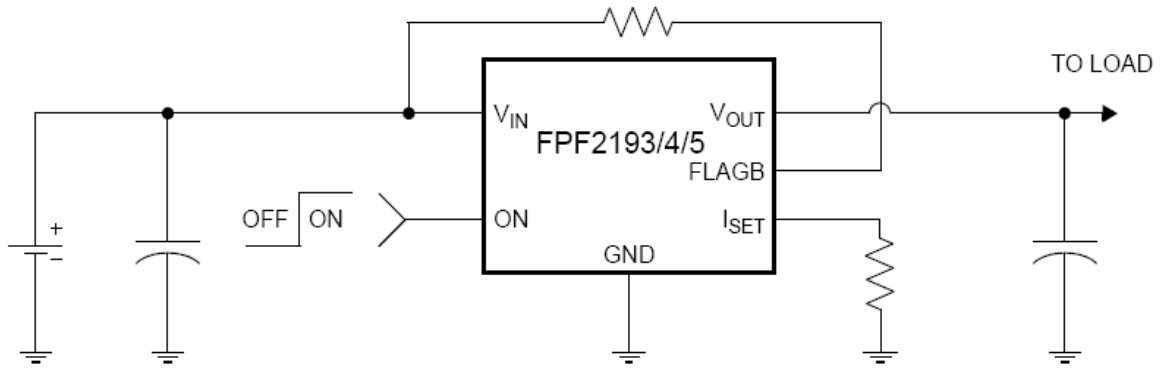 TO LOAD
VIN
VOUT
FPF2193/4/5
FLAGB
OFF
ON
ON
ISET
GND
+
–